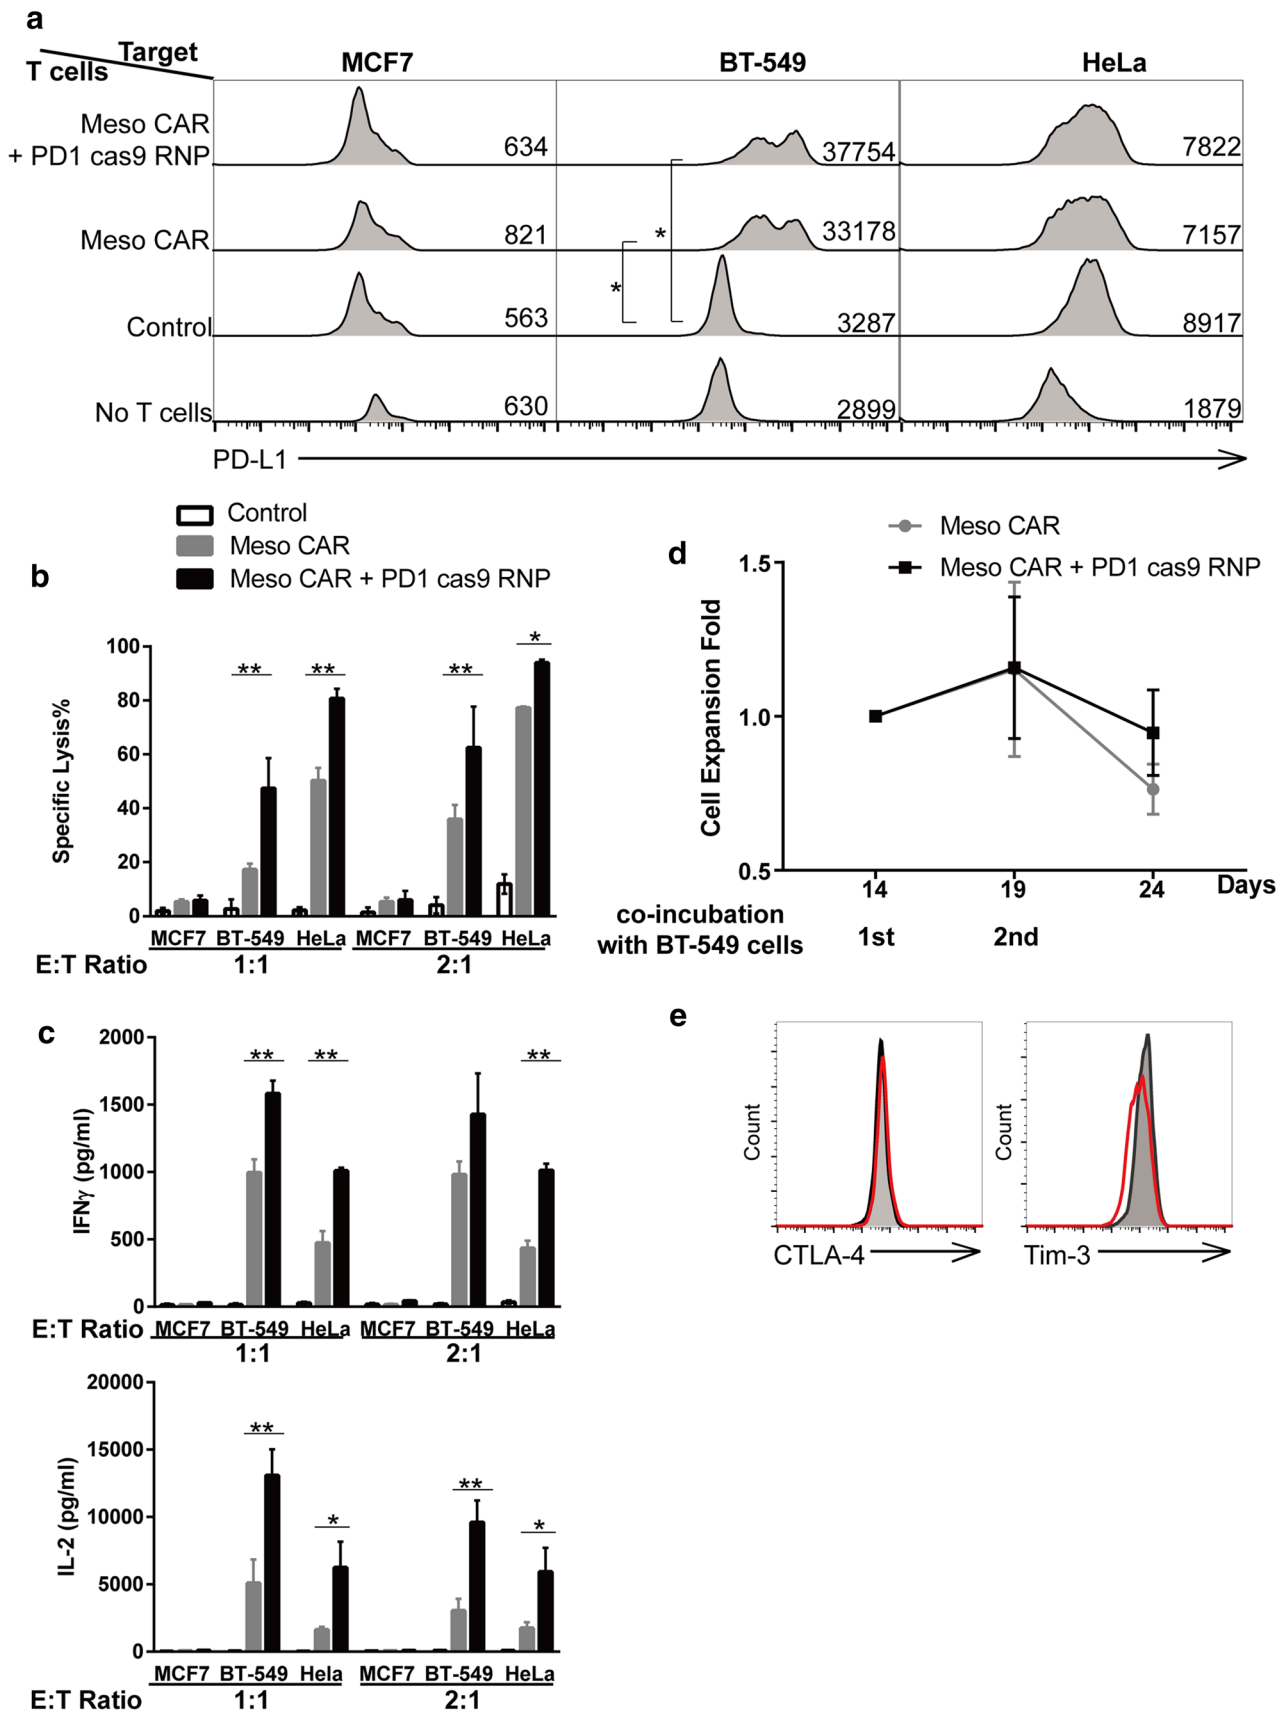 a
Target
T cells
MCF7 BT-549 HeLa
Meso CAR
+ PD1 cas9 RNP
634 37754 7822
Meso CAR 821 33178 7157
*
*
Control 563 3287 8917
No T cells 630 2899 1879
PD-L1
b
Control
Meso CAR
Meso CAR + PD1 cas9 RNP
Specific Lysis%
100
80
60
40
20
0
** ** ** *
MCF7 BT-549 HeLa MCF7 BT-549 HeLa
E:T Ratio 1:1 2:1
d
Meso CAR
Meso CAR + PD1 cas9 RNP
Cell Expansion Fold
1.5
1.0
0.5
14 19 24 Days
co-incubation
with BT-549 cells 1st 2nd
c
IFNγ (pg/ml)
2000
1500
1000
500
0
** ** **
MCF7 BT-549 HeLa MCF7 BT-549 HeLa
E:T Ratio 1:1 2:1
IL-2 (pg/ml)
20000
15000
10000
5000
0
** * ** *
MCF7 BT-549 Hela MCF7 BT-549 HeLa
E:T Ratio 1:1 2:1
e
Count
CTLA-4
Count
Tim-3